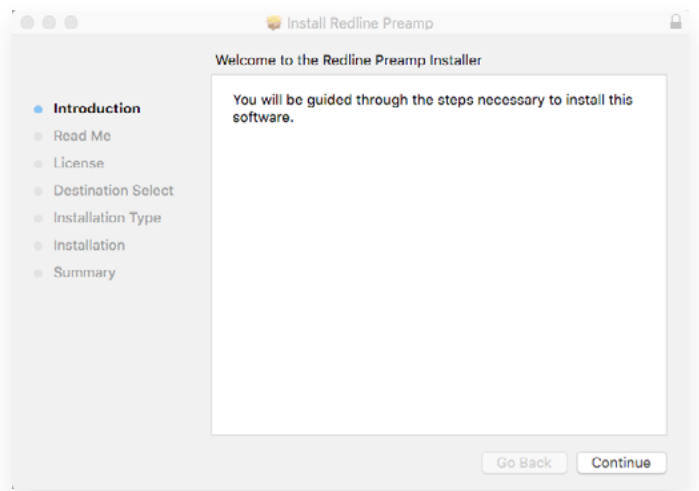 Install Redline Preamp
Welcome to the Redline Preamp Installer
Introduction
Read Me
License
Destination Select
Installation Type
Installation
Summary
You will be guided through the steps necessary to install this
software.
Go Back
Continue